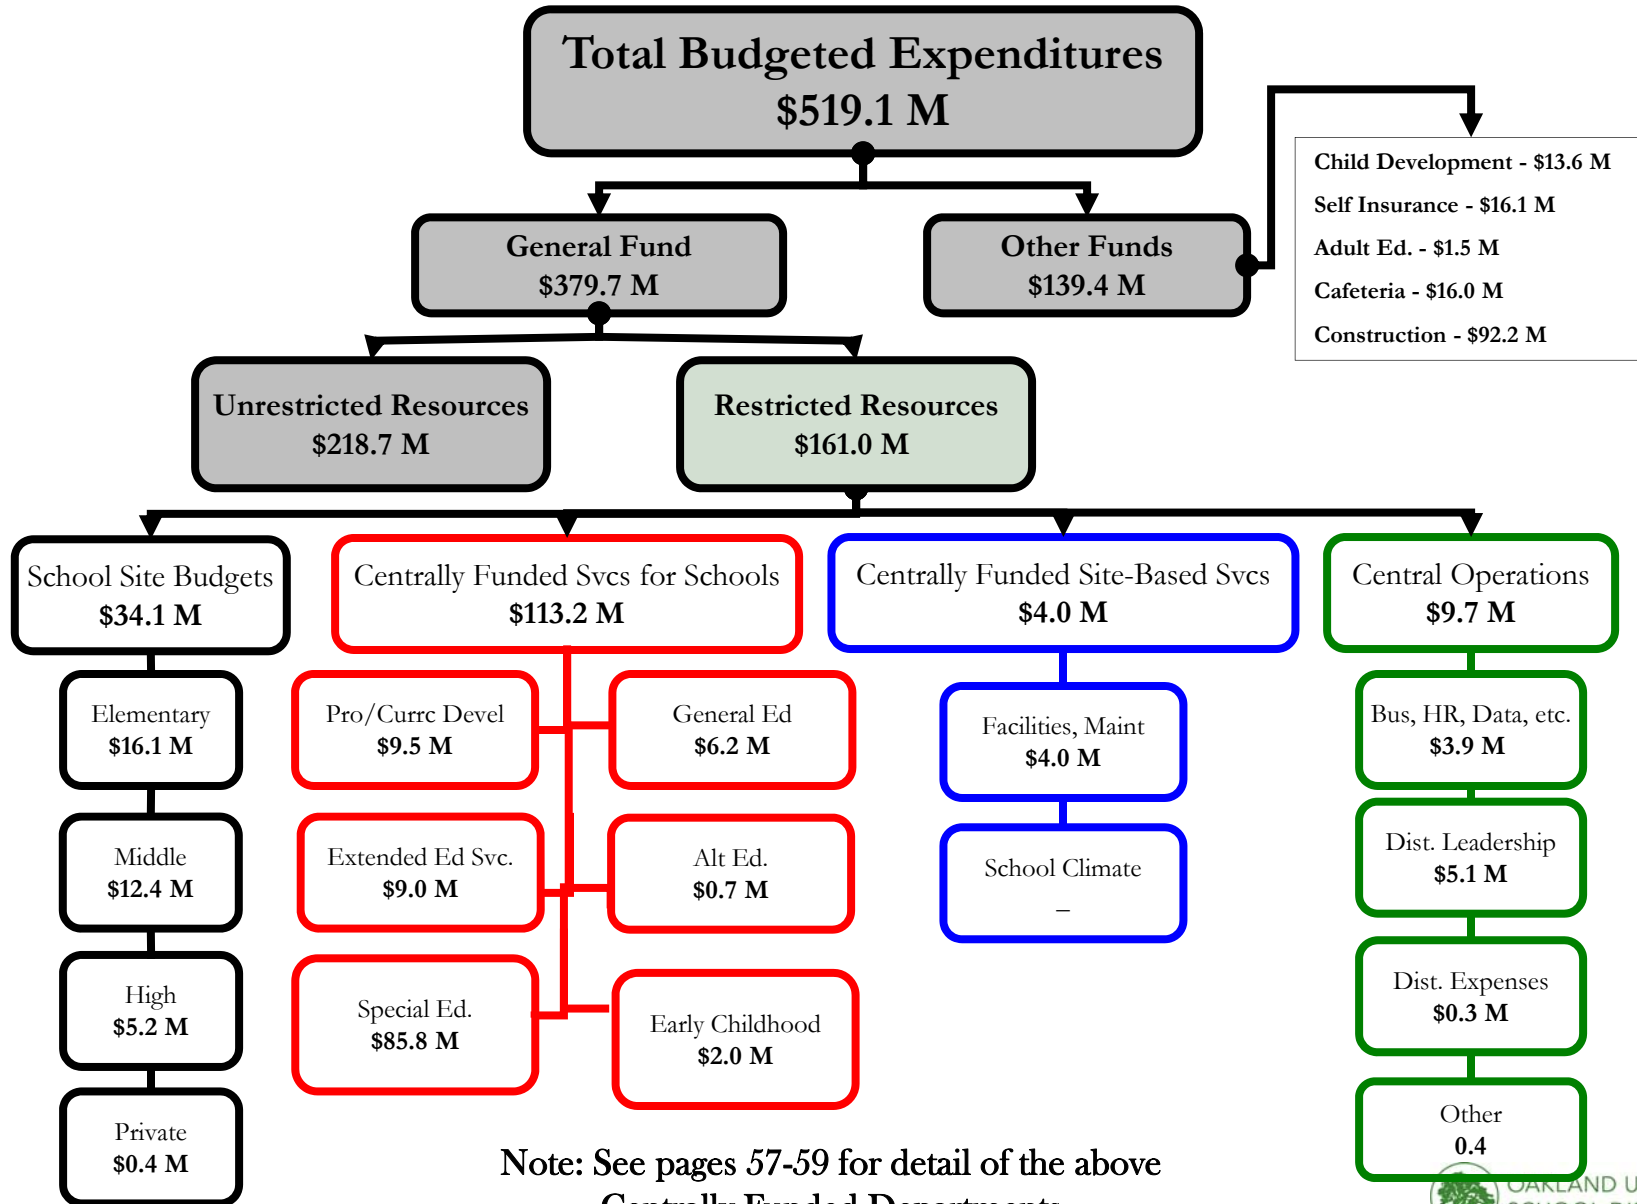 Total Budgeted Expenditures
$519.1 M
Child Development - $13.6 M
Self Insurance - $16.1 M
Adult Ed. - $1.5 M
Cafeteria - $16.0 M
Construction - $92.2 M
General Fund
$379.7 M
Other Funds
$139.4 M
Unrestricted Resources
$218.7 M
Restricted Resources
$161.0 M
School Site Budgets
$34.1 M
Centrally Funded Svcs for Schools
$113.2 M
Centrally Funded Site-Based Svcs
$4.0 M
Central Operations
$9.7 M
Elementary
$16.1 M
Middle
$12.4 M
High
$5.2 M
Private
$0.4 M
Pro/Currc Devel
$9.5 M
General Ed
$6.2 M
Extended Ed Svc.
$9.0 M
Alt Ed.
$0.7 M
Special Ed.
$85.8 M
Early Childhood
$2.0 M
Facilities, Maint
$4.0 M
School Climate
–
Bus, HR, Data, etc.
$3.9 M
Dist. Leadership
$5.1 M
Dist. Expenses
$0.3 M
Other
0.4
Note: See pages 57-59 for detail of the above
Centrally Funded Departments
OAKLAND U